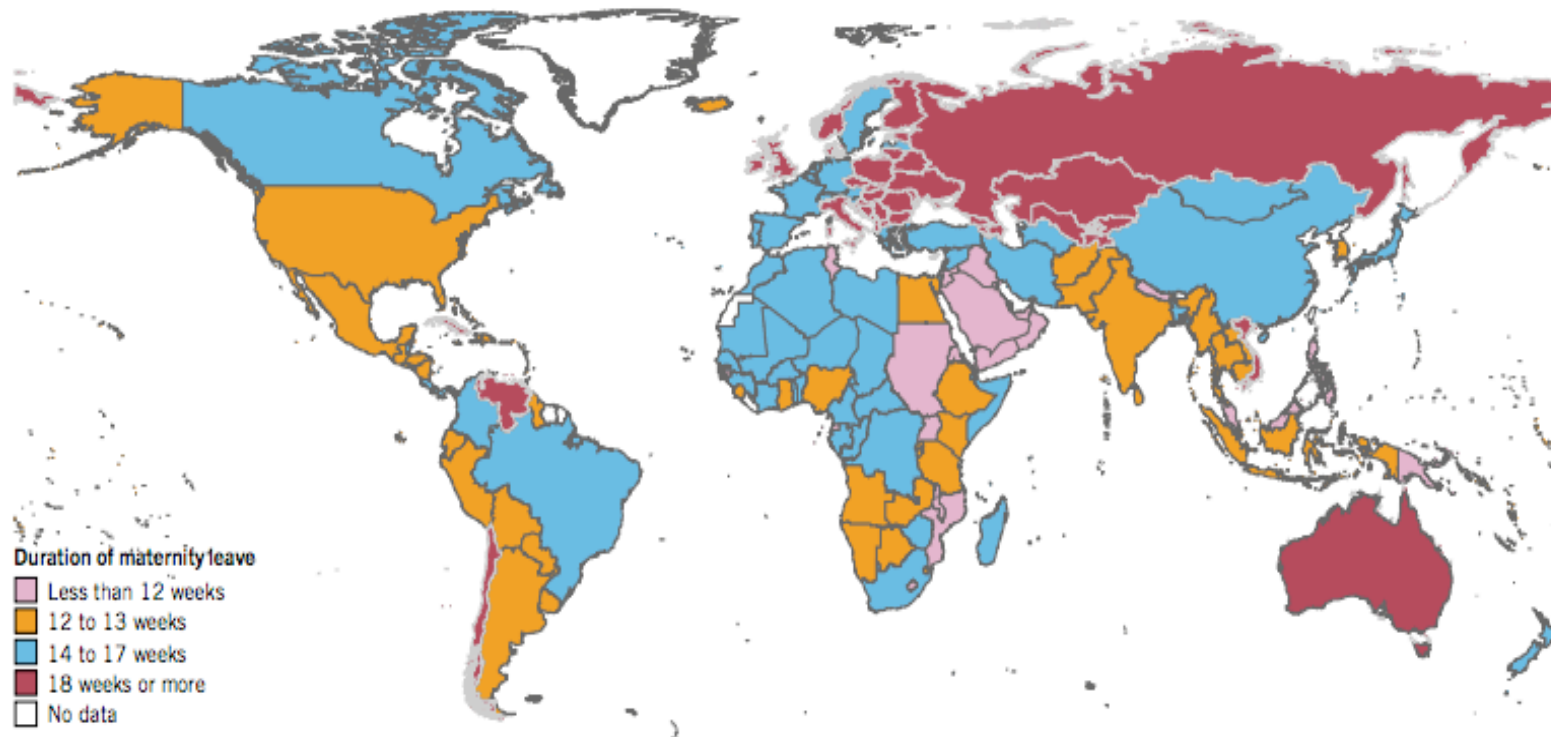 Duration of maternity leave
Less than 12 weeks
12 to 13 weeks
14 to 17 weeks
18 weeks or more
No data